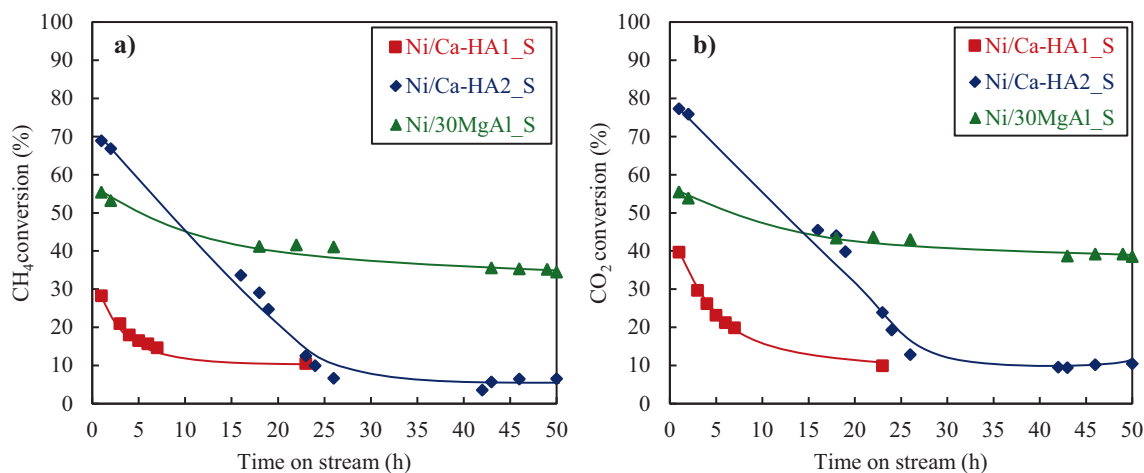 a)
Ni/Ca-HA1_S
Ni/Ca-HA2_S
Ni/30MgAl_S
CH4 conversion (%)
100
90
80
70
60
50
40
30
20
10
0
0 5 10 15 20 25 30 35 40 45 50
Time on stream (h)
b)
Ni/Ca-HA1_S
Ni/Ca-HA2_S
Ni/30MgAl_S
CO2 conversion (%)
100
90
80
70
60
50
40
30
20
10
0
0 5 10 15 20 25 30 35 40 45 50
Time on stream (h)